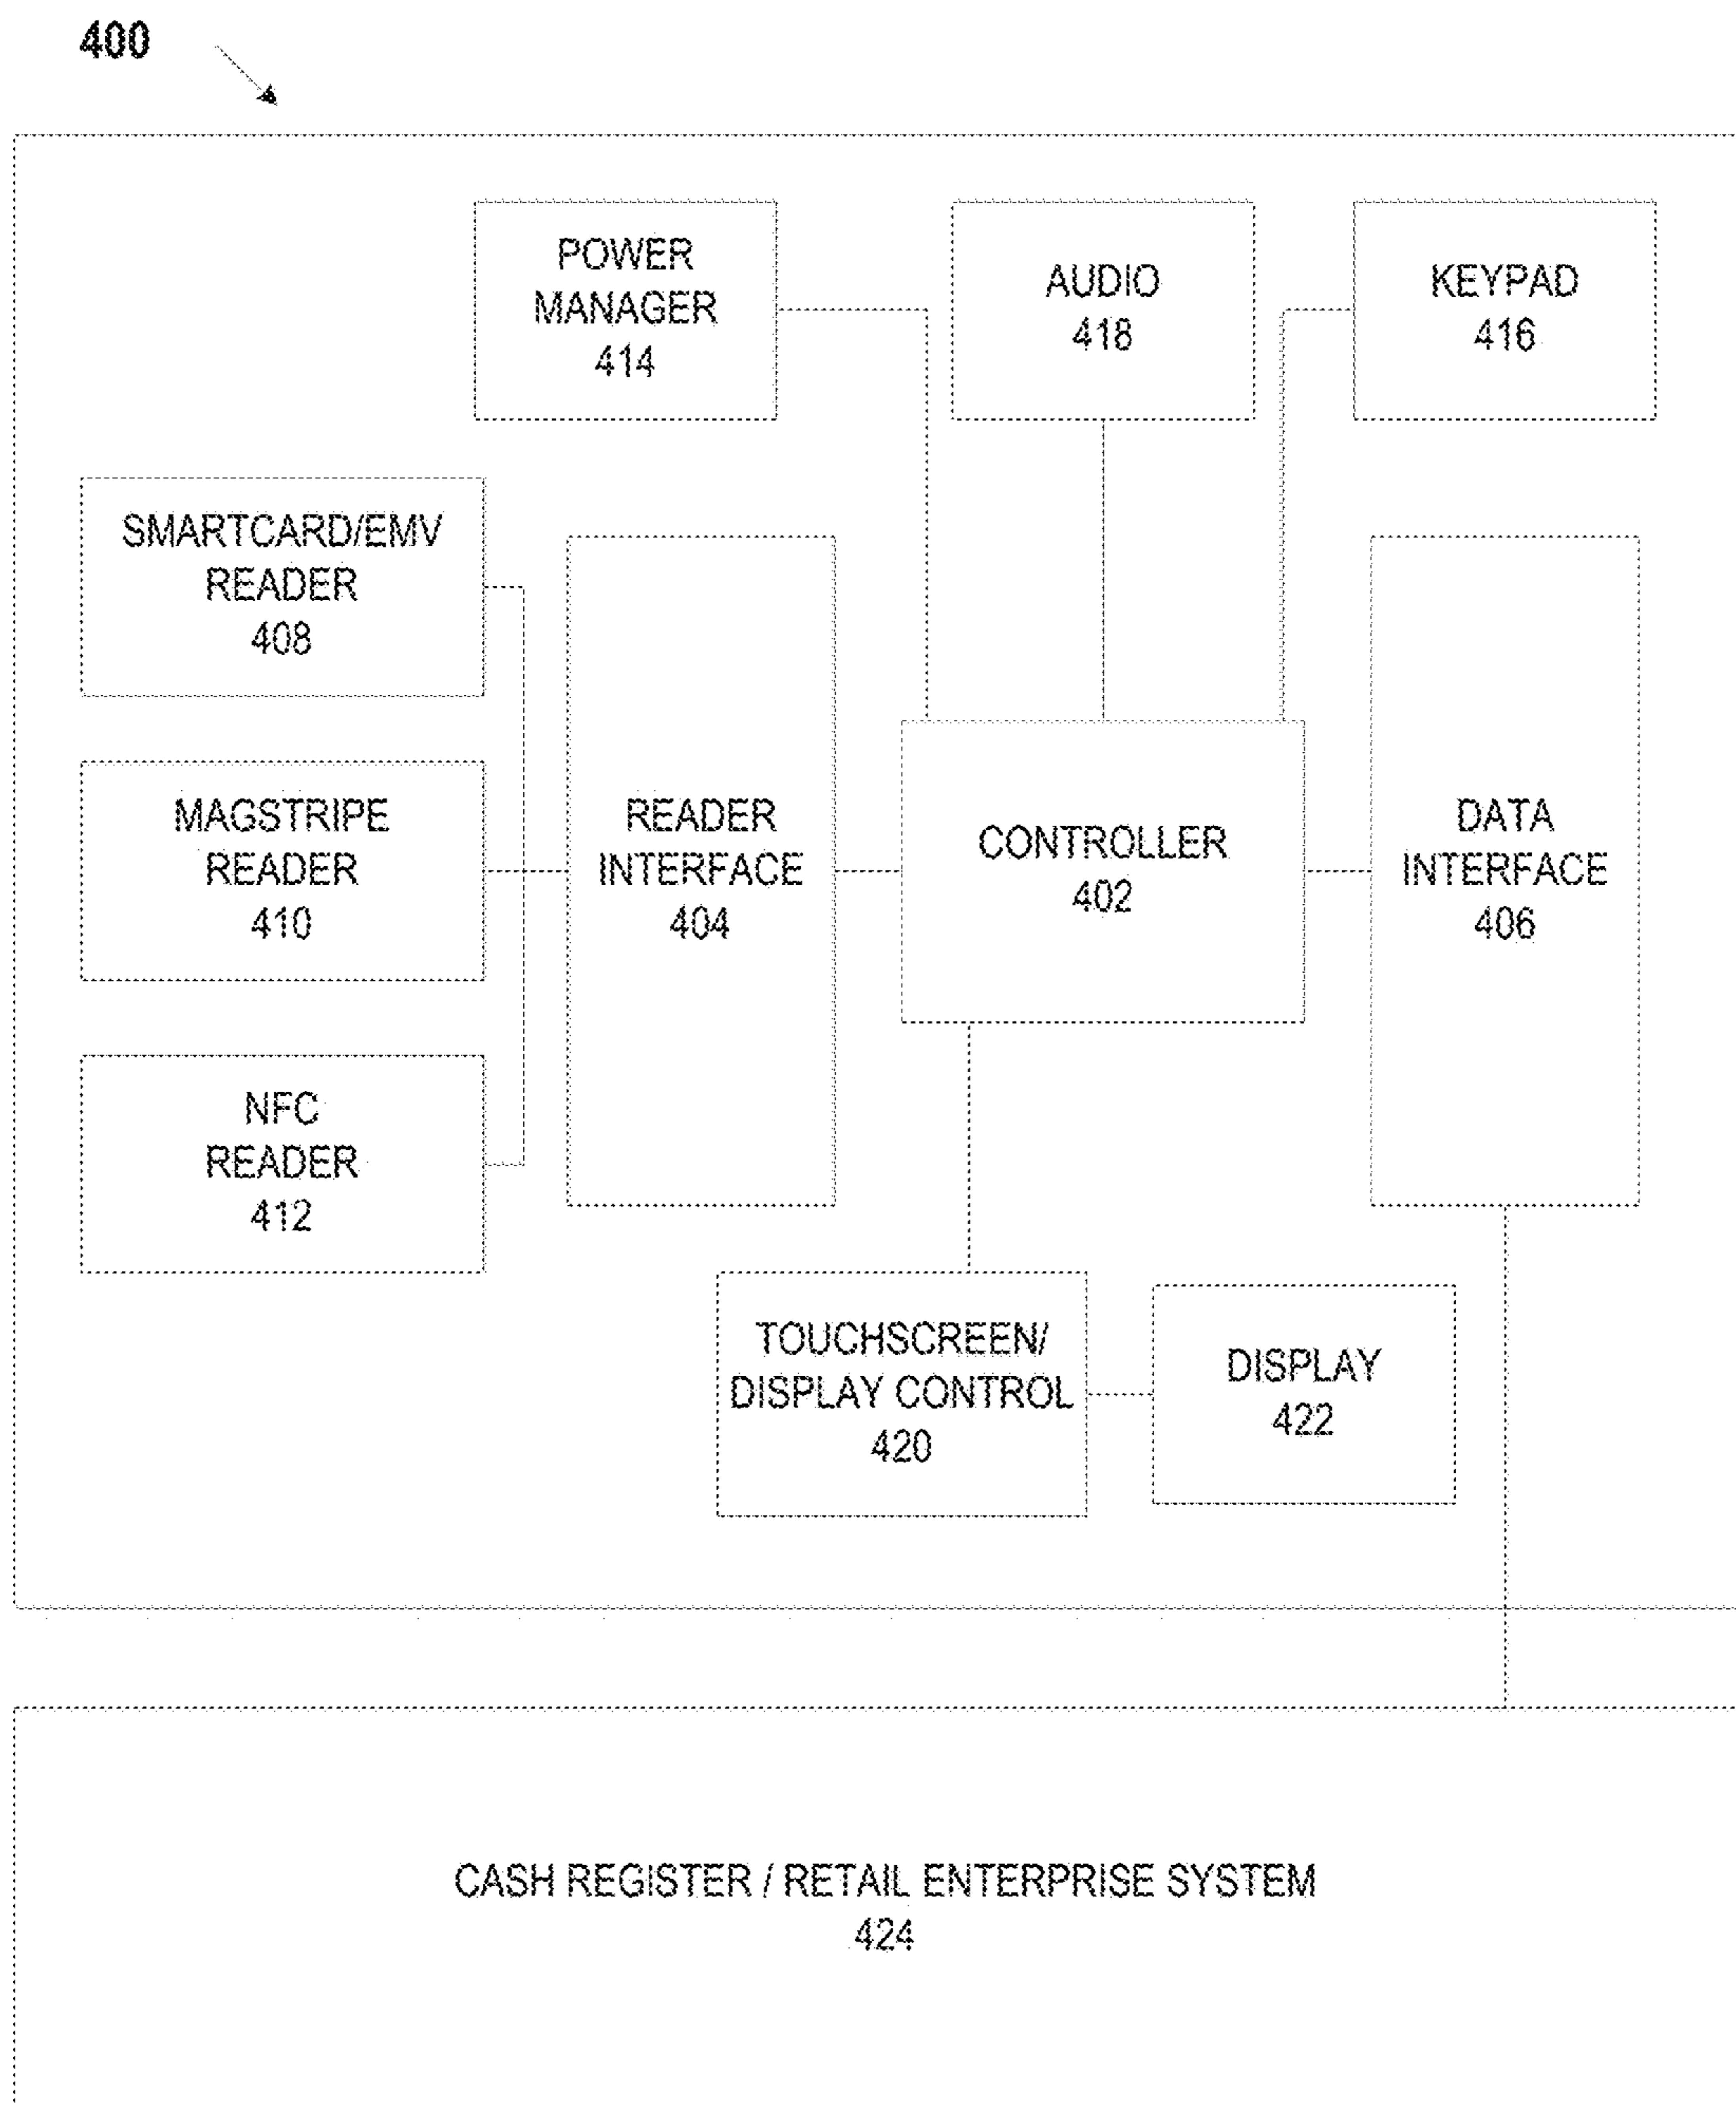 400
POWER
MANAGER
414
AUDIO
418
KEYPAD
416
SMARTCARD/EMV
READER
408
MAGSTRIPE
READER
410
NFC
READER
412
READER
INTERFACE
404
CONTROLLER
402
DATA
INTERFACE
406
TOUCHSCREEN/
DISPLAY CONTROL
420
DISPLAY
422
CASH REGISTER / RETAIL ENTERPRISE SYSTEM
424